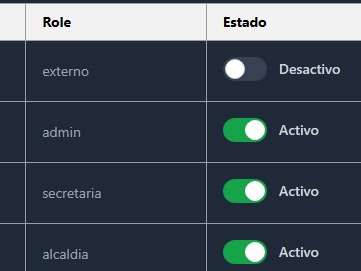 Role Estado
externo Desactivo
admin Activo
secretaria Activo
alcaldia Activo